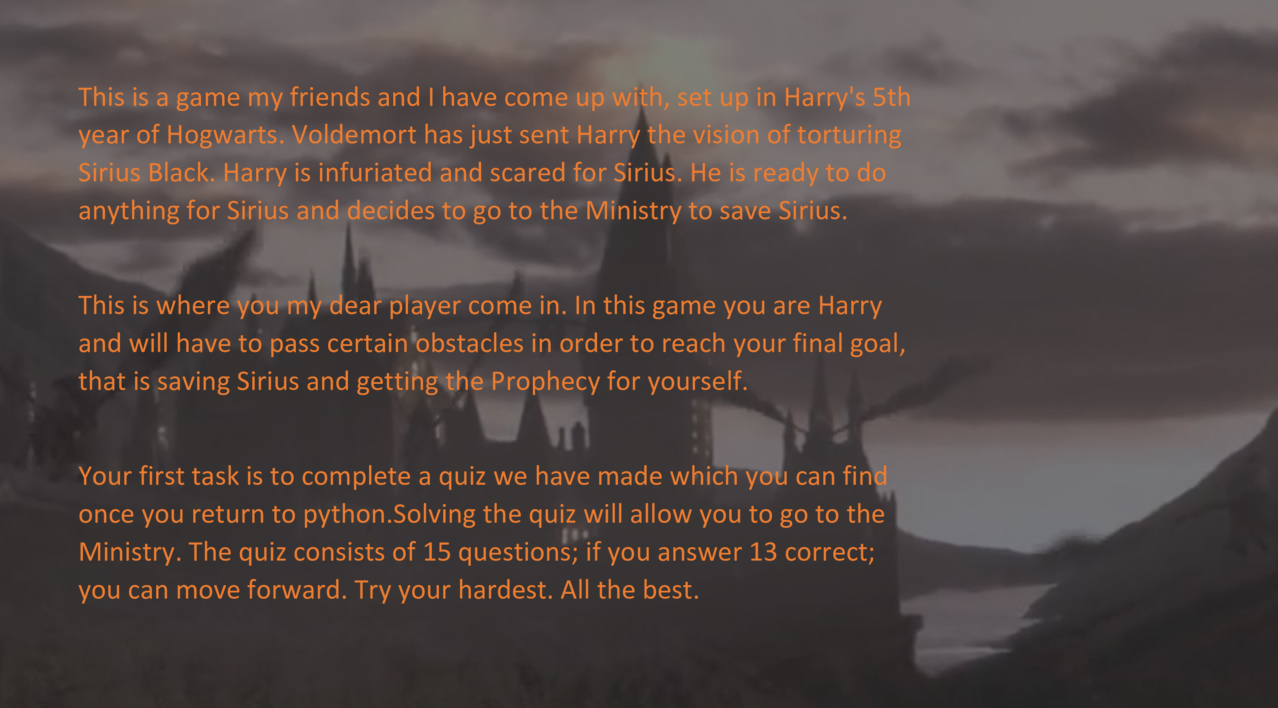 This is a game my friends and I have come up with, set up in Harry's 5th
year of Hogwarts. Voldemort has just sent Harry the vision of torturing
Sirius Black. Harry is infuriated and scared for Sirius. He is ready to do
anything for Sirius and decides to go to the Ministry to save Sirius.
This is where you my dear player come in. In this game you are Harry
and will have to pass certain obstacles in order to reach your final goal,
that is saving Sirius and getting the Prophecy for yourself.
Your first task is to complete a quiz we have made which you can find
once you return to python.Solving the quiz will allow you to go to the
Ministry. The quiz consists of 15 questions; if you answer 13 correct;
you can move forward. Try your hardest. All the best.